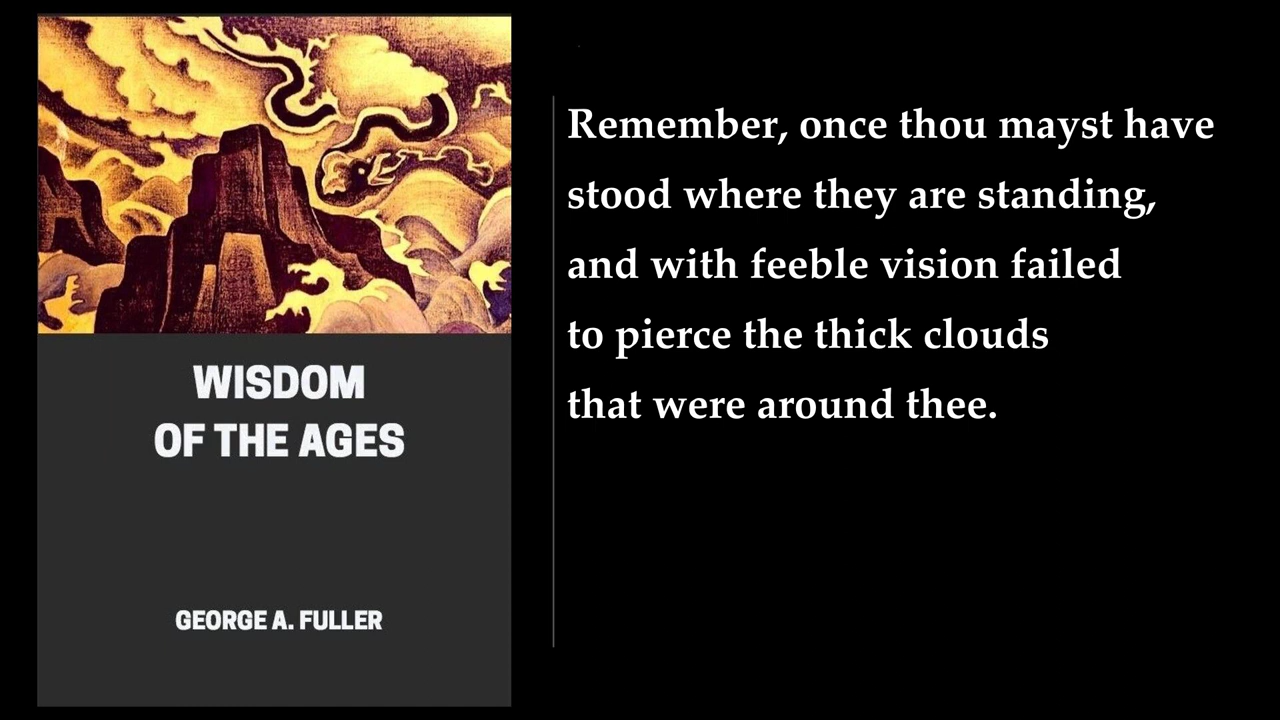 WISDOM
OF THE AGES
GEORGE A. FULLER
Remember, once thou mayst have
stood where they are standing,
and with feeble vision failed
to pierce the thick clouds
that were around thee.